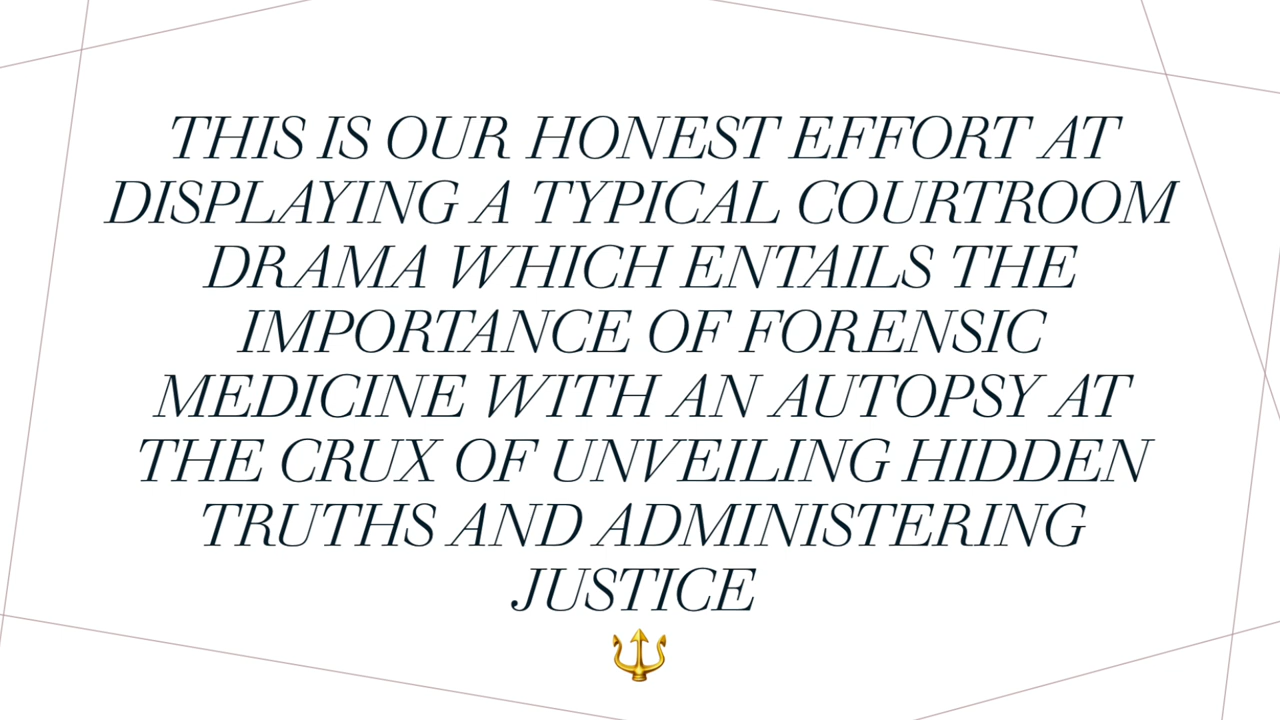 THIS IS OUR HONEST EFFORT AT
DISPLAYING A TYPICAL COURTROOM
DRAMA WHICH ENTAILS THE
IMPORTANCE OF FORENSIC
MEDICINE WITH AN AUTOPSY AT
THE CRUX OF UNVEILING HIDDEN
TRUTHS AND ADMINISTERING
JUSTICE